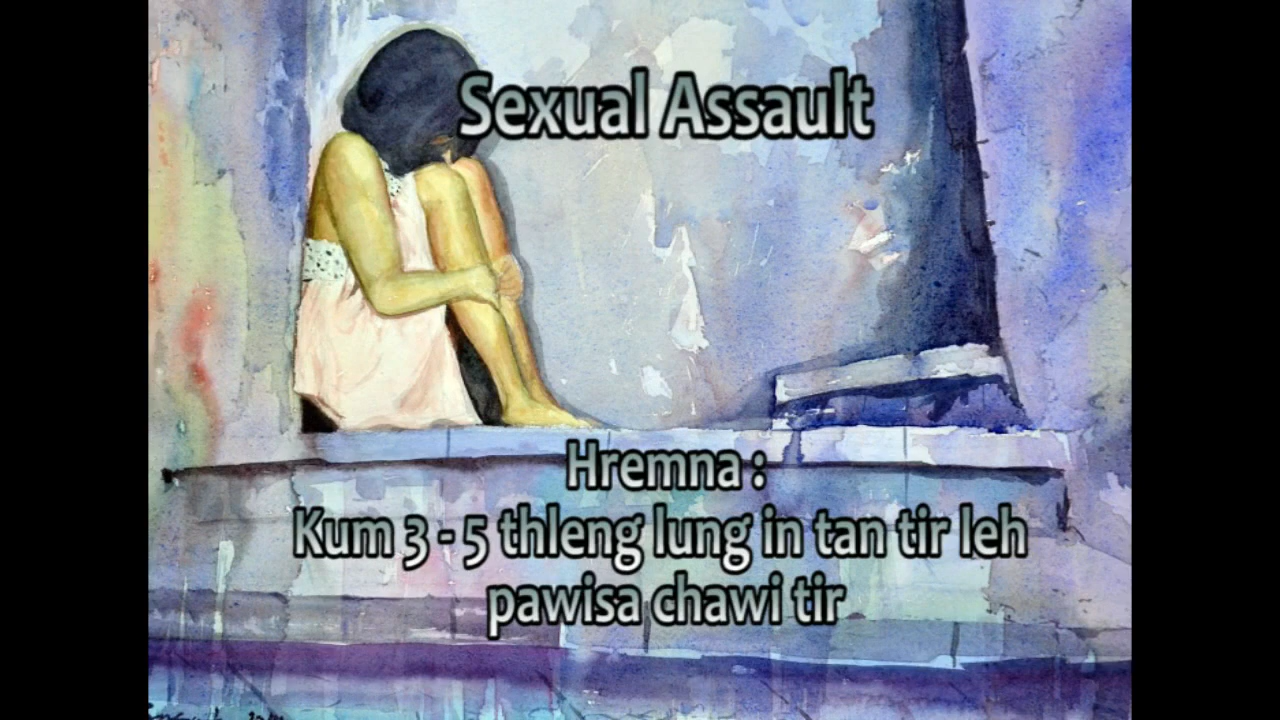 Sexual Assault
Hremna :
Kum 3 - 5 thleng lung in tan tir leh
pawisa chawi tir